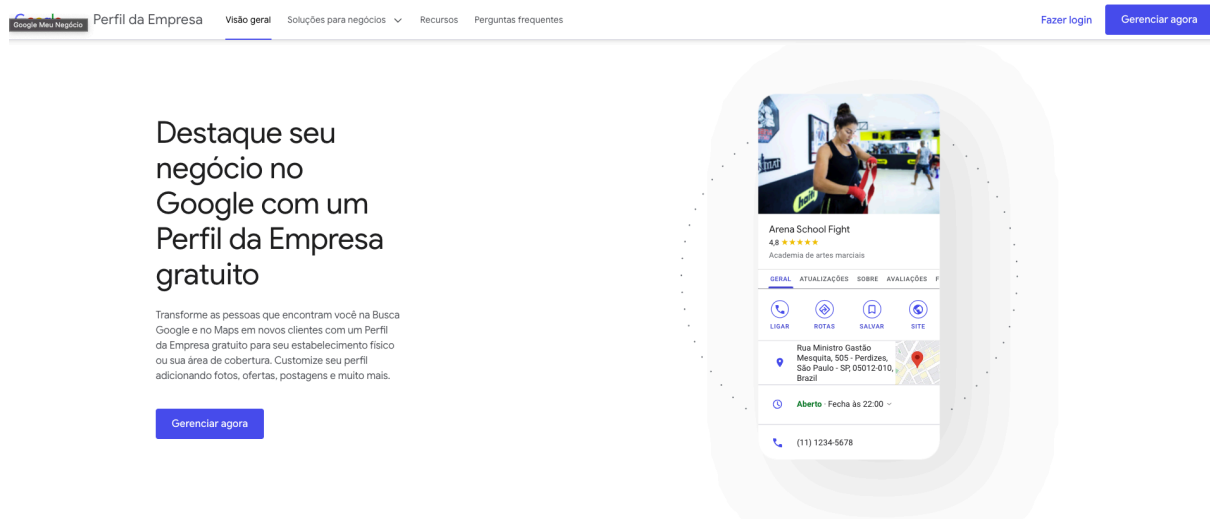 Google Meu Negócio
Perfil da Empresa
Visão geral
Soluções para negócios
Recursos
Perguntas frequentes
Fazer login
Gerenciar agora
Destaque seu
negócio no
Google com um
Perfil da Empresa
gratuito
Transforme as pessoas que encontram você na Busca
Google e no Maps em novos clientes com um Perfil
da Empresa gratuito para seu estabelecimento físico
ou sua área de cobertura. Customize seu perfil
adicionando fotos, ofertas, postagens e muito mais.
Gerenciar agora
Arena School Fight
4,8 ★★★★★
Academia de artes marciais
GERAL
ATUALIZAÇÕES
SOBRE
AVALIAÇÕES
F
LIGAR
ROTAS
SALVAR
SITE
Rua Ministro Gastão
Mesquita, 505 - Perdizes,
São Paulo - SP, 05012-010,
Brazil
Aberto · Fecha às 22:00
(11) 1234-5678